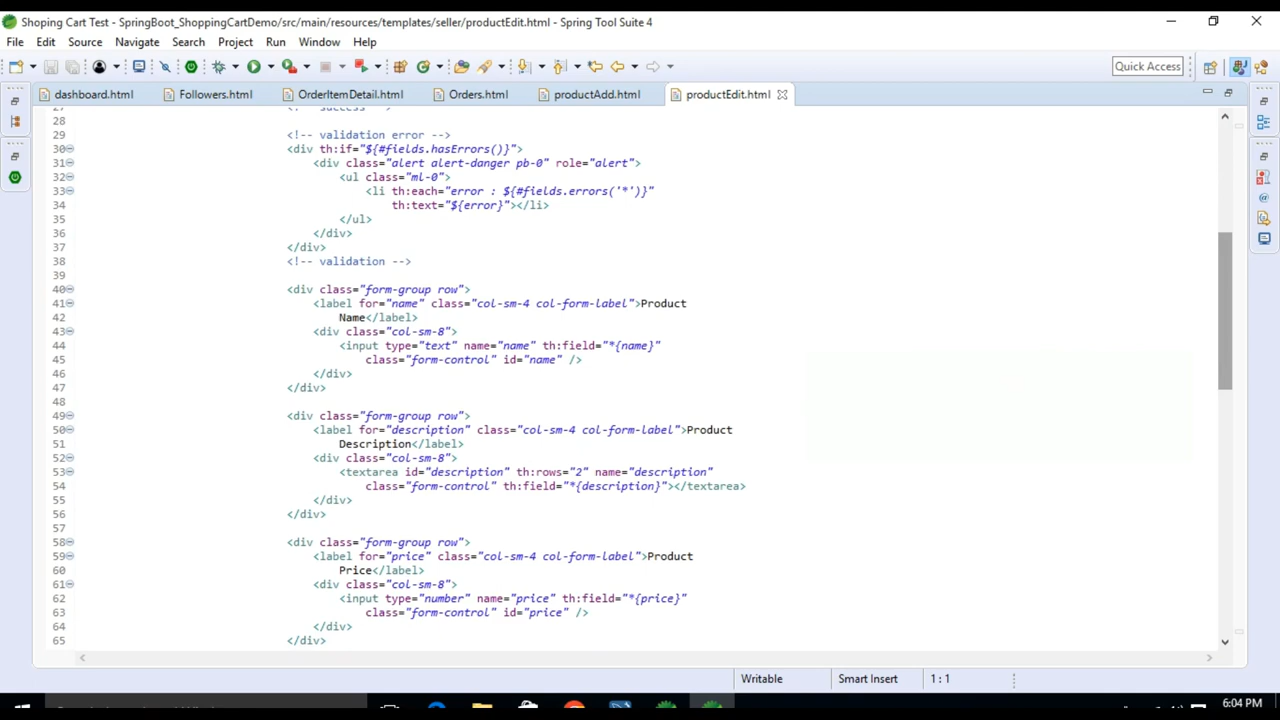 Shoping Cart Test - SpringBoot_ShoppingCartDemo/src/main/resources/templates/seller/productEdit.html - Spring Tool Suite 4
File Edit Source Navigate Search Project Run Window Help
Quick Access
dashboard.html Followers.html OrderItemDetail.html Orders.html productAdd.html productEdit.html
28
29 <!-- validation error -->
30 <div th:if="${#fields.hasErrors()}">
31 <div class="alert alert-danger pb-0" role="alert">
32 <ul class="ml-0">
33 <li th:each="error : ${#fields.errors('*')}"
34 th:text="${error}"></li>
35 </ul>
36 </div>
37 </div>
38 <!-- validation -->
39
40 <div class="form-group row">
41 <label for="name" class="col-sm-4 col-form-label">Product
42 Name</label>
43 <div class="col-sm-8">
44 <input type="text" name="name" th:field="*{name}"
45 class="form-control" id="name" />
46 </div>
47 </div>
48
49 <div class="form-group row">
50 <label for="description" class="col-sm-4 col-form-label">Product
51 Description</label>
52 <div class="col-sm-8">
53 <textarea id="description" th:rows="2" name="description"
54 class="form-control" th:field="*{description}"></textarea>
55 </div>
56 </div>
57
58 <div class="form-group row">
59 <label for="price" class="col-sm-4 col-form-label">Product
60 Price</label>
61 <div class="col-sm-8">
62 <input type="number" name="price" th:field="*{price}"
63 class="form-control" id="price" />
64 </div>
65 </div>
Writable Smart Insert 1 : 1
6:04 PM